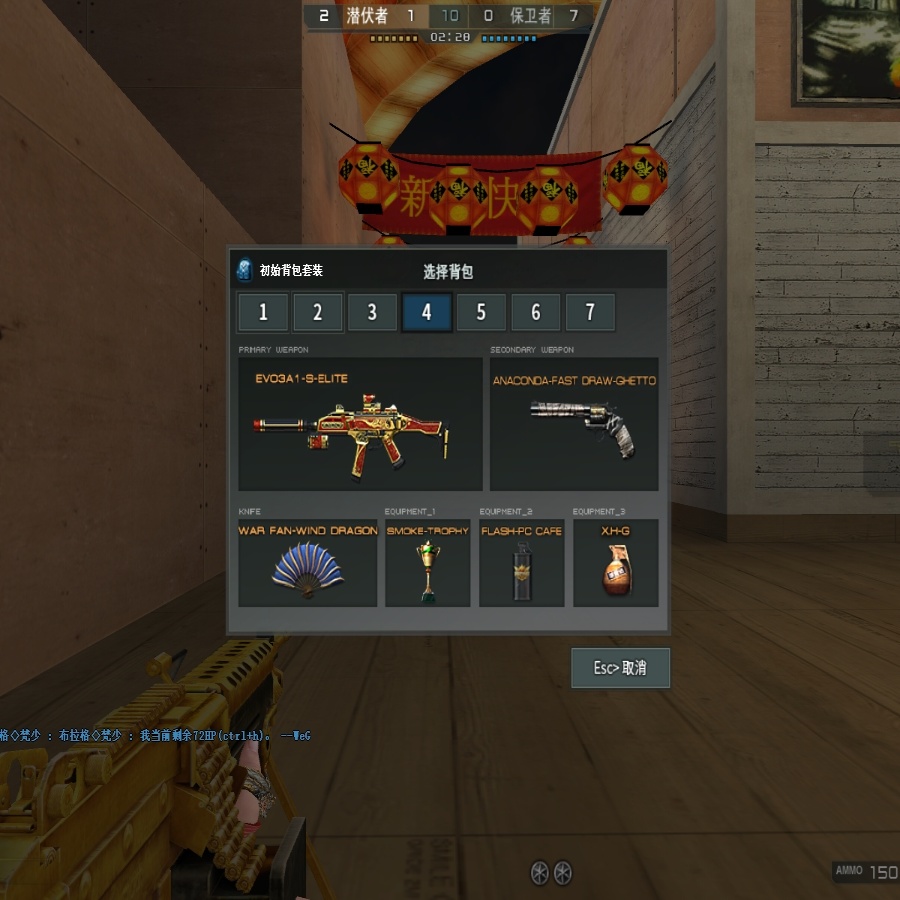 2 潜伏者 1 10 0 保卫者 7
02:28
新 快
初始背包套装 选择背包
1 2 3 4 5 6 7
PRIMARY WEAPON SECONDARY WEAPON
EVO3A1-S-ELITE ANACONDA-FAST DRAW-GHETTO
KNIFE EQUIPMENT_1 EQUIPMENT_2 EQUIPMENT_3
WAR FAN-WIND DRAGON SMOKE-TROPHY FLASH-PC CAFE X.H-G
Esc>取消
格◇梵少 : 布拉格◇梵少 : 我当前剩余72HP(ctrl+h)。 --WeG
AMMO 150